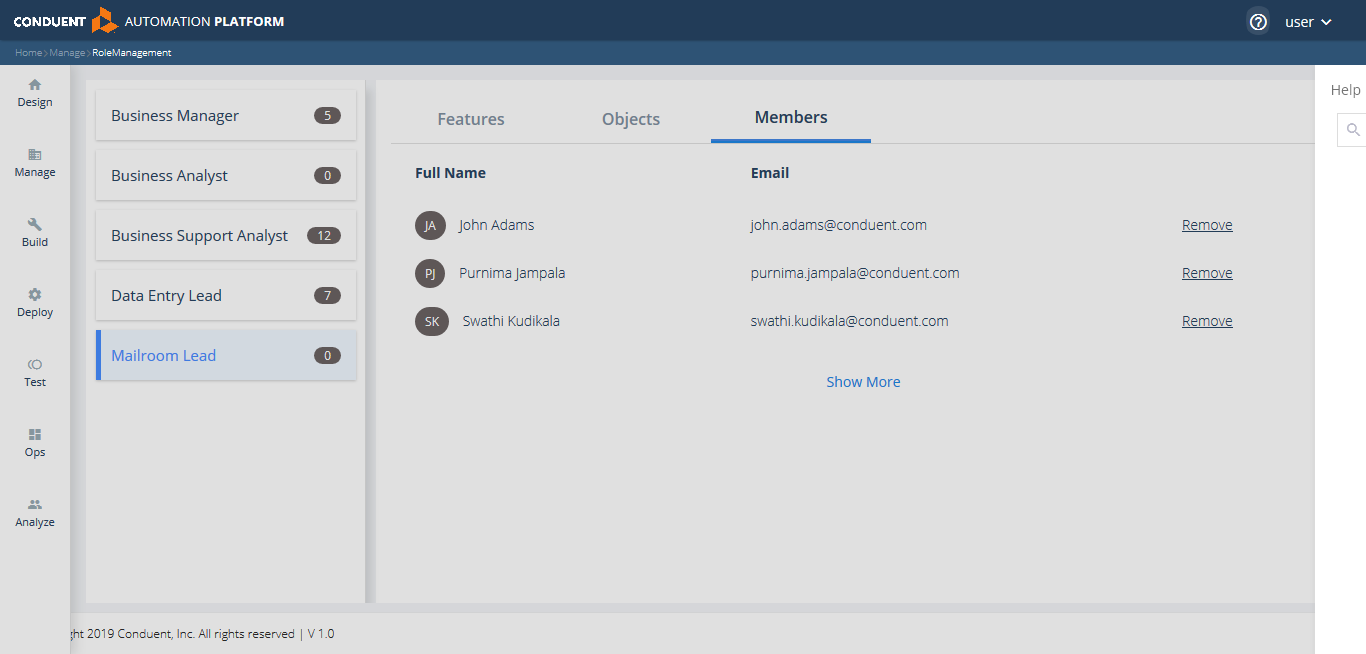 CONDUENT AUTOMATION PLATFORM
user
Home › Manage › RoleManagement
Design
Manage
Build
Deploy
Test
Ops
Analyze
Business Manager 5
Business Analyst 0
Business Support Analyst 12
Data Entry Lead 7
Mailroom Lead 0
Features Objects Members
Full Name Email
JA John Adams john.adams@conduent.com Remove
PJ Purnima Jampala purnima.jampala@conduent.com Remove
SK Swathi Kudikala swathi.kudikala@conduent.com Remove
Show More
Help
ght 2019 Conduent, Inc. All rights reserved | V 1.0